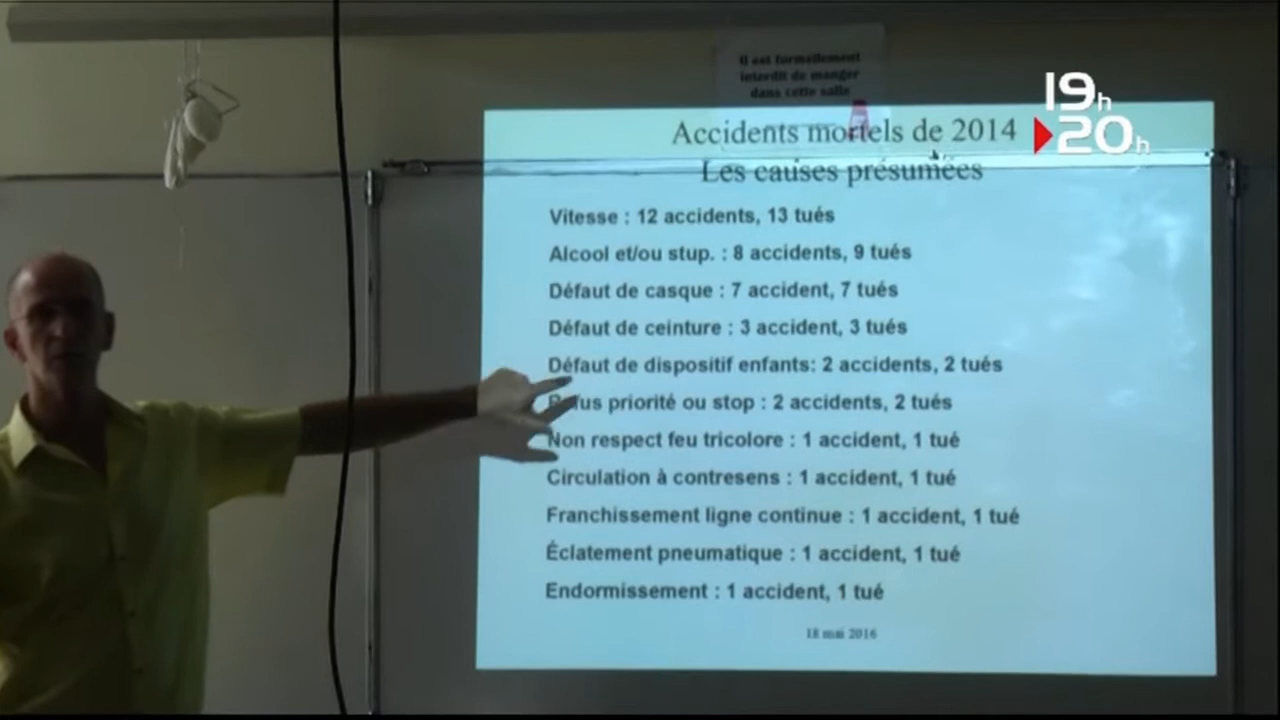 Il est formellement
interdit de manger
dans cette salle
19h
20h
Accidents mortels de 2014
Les causes présumées
Vitesse : 12 accidents, 13 tués
Alcool et/ou stup. : 8 accidents, 9 tués
Défaut de casque : 7 accident, 7 tués
Défaut de ceinture : 3 accident, 3 tués
Défaut de dispositif enfants: 2 accidents, 2 tués
Refus priorité ou stop : 2 accidents, 2 tués
Non respect feu tricolore : 1 accident, 1 tué
Circulation à contresens : 1 accident, 1 tué
Franchissement ligne continue : 1 accident, 1 tué
Éclatement pneumatique : 1 accident, 1 tué
Endormissement : 1 accident, 1 tué
18 mai 2016